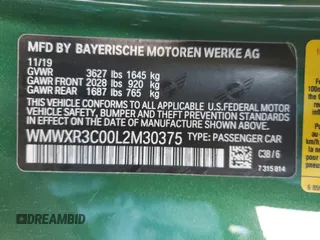 MFD BY BAYERISCHE MOTOREN WERKE AG
11/19
GVWR 3627 lbs 1645 kg
GAWR FRONT 2028 lbs 920 kg
GAWR REAR 1687 lbs 765 kg
THIS VEHICLE CONFORMS TO ALL APPLICABLE U.S. FEDERAL
SAFETY, BUMPER AND THEFT PREVENTION STANDARDS IN
EFFECT ON THE DATE OF MANUFACTURE SHOWN ABOVE.
WMWXR3C00L2M30375 TYPE: PASSENGER CAR
C3B/6
7 315 814
DREAMBID